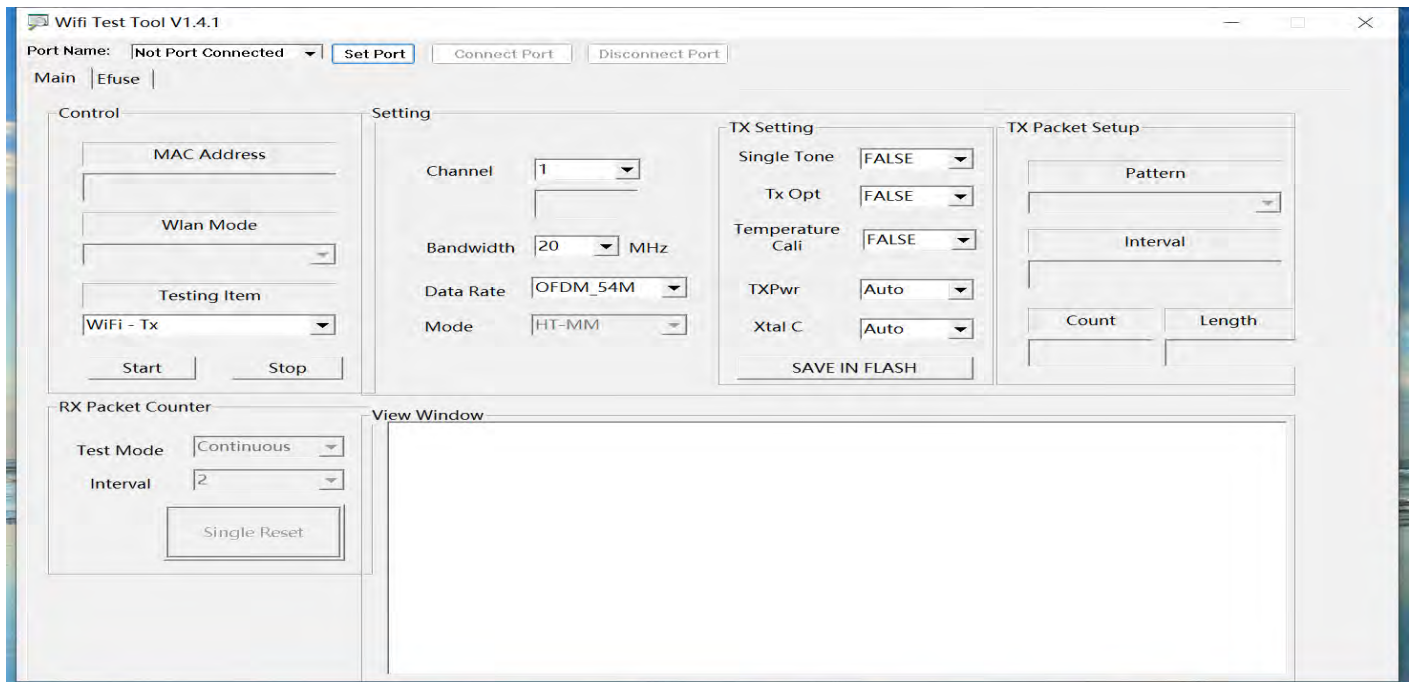 Wifi Test Tool V1.4.1
Port Name: Not Port Connected Set Port Connect Port Disconnect Port
Main Efuse
Control
MAC Address
Wlan Mode
Testing Item
WiFi - Tx
Start Stop
Setting
Channel 1
Bandwidth 20 MHz
Data Rate OFDM_54M
Mode HT-MM
TX Setting
Single Tone FALSE
Tx Opt FALSE
Temperature
Cali FALSE
TXPwr Auto
Xtal C Auto
SAVE IN FLASH
TX Packet Setup
Pattern
Interval
Count Length
RX Packet Counter
Test Mode Continuous
Interval 2
Single Reset
View Window